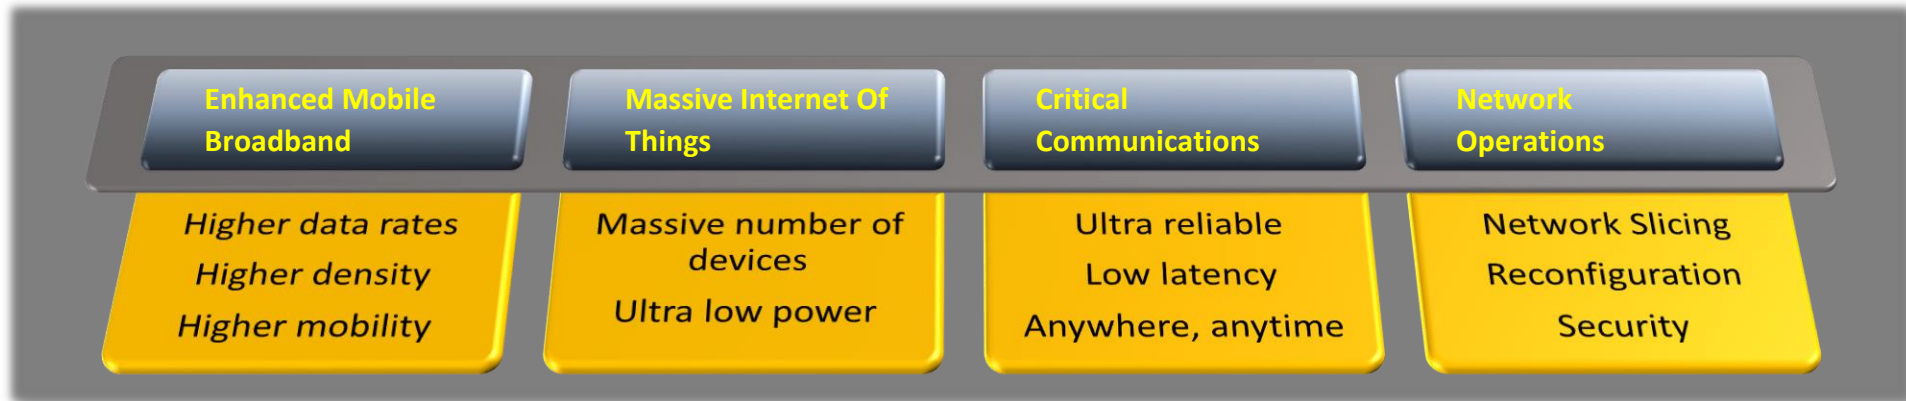 Enhanced Mobile
Broadband
Higher data rates
Higher density
Higher mobility
Massive Internet Of
Things
Massive number of
devices
Ultra low power
Critical
Communications
Ultra reliable
Low latency
Anywhere, anytime
Network
Operations
Network Slicing
Reconfiguration
Security